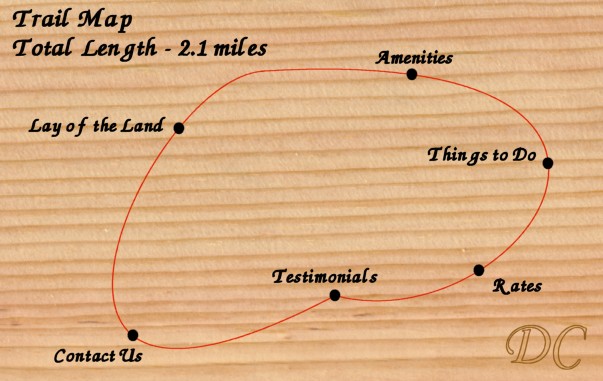 Trail Map
Total Length - 2.1 miles
Amenities
Lay of the Land
Things to Do
Testimonials
Rates
Contact Us
DC